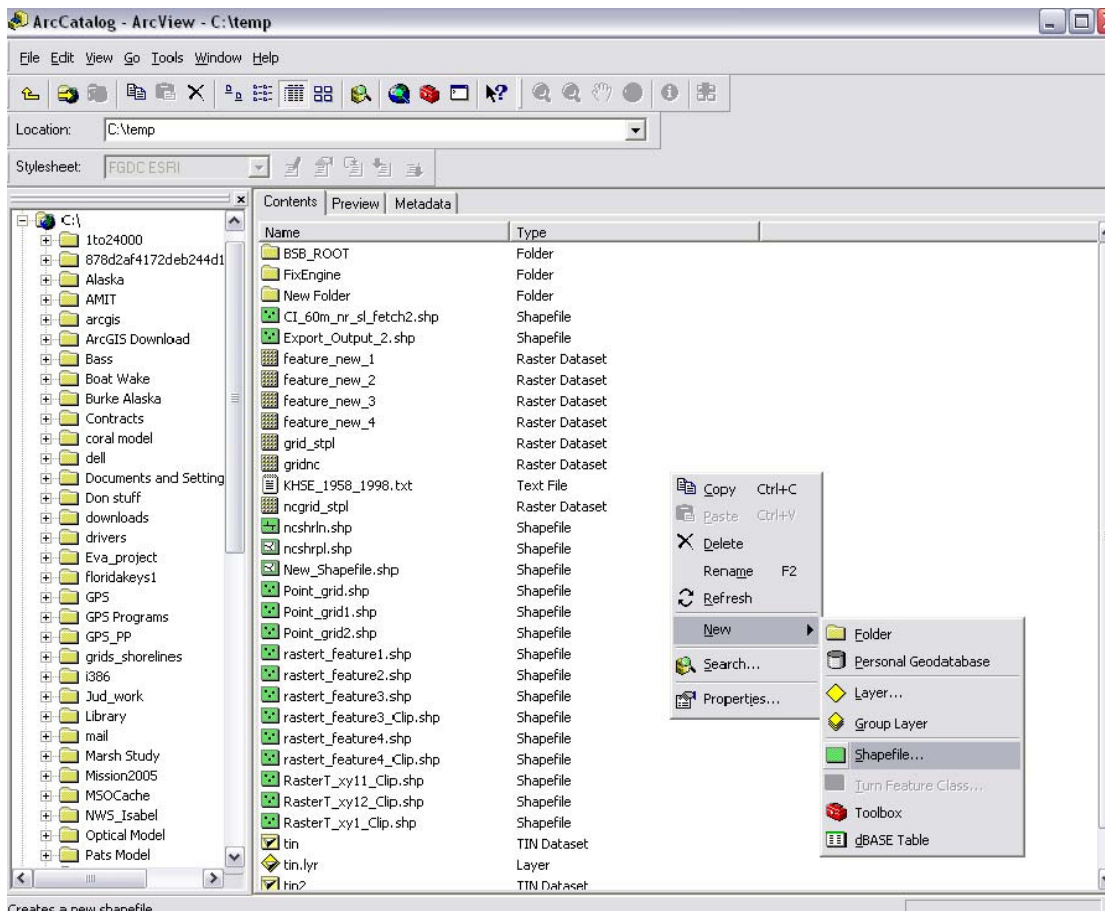 ArcCatalog - ArcView - C:\temp
File Edit View Go Tools Window Help
Location: C:\temp
Stylesheet: FGDC ESRI
C:\
1to24000
878d2af4172deb244d1
Alaska
AMIT
arcgis
ArcGIS Download
Bass
Boat Wake
Burke Alaska
Contracts
coral model
dell
Documents and Setting
Don stuff
downloads
drivers
Eva_project
floridakeys1
GPS
GPS Programs
GPS_PP
grids_shorelines
i386
Jud_work
Library
mail
Marsh Study
Mission2005
MSOCache
NWS_Isabel
Optical Model
Pats Model
Contents Preview Metadata
Name Type
BSB_ROOT Folder
FixEngine Folder
New Folder Folder
CI_60m_nr_sl_fetch2.shp Shapefile
Export_Output_2.shp Shapefile
feature_new_1 Raster Dataset
feature_new_2 Raster Dataset
feature_new_3 Raster Dataset
feature_new_4 Raster Dataset
grid_stpl Raster Dataset
gridnc Raster Dataset
KHSE_1958_1998.txt Text File
ncgrid_stpl Raster Dataset
ncshrln.shp Shapefile
ncshrpl.shp Shapefile
New_Shapefile.shp Shapefile
Point_grid.shp Shapefile
Point_grid1.shp Shapefile
Point_grid2.shp Shapefile
rastert_feature1.shp Shapefile
rastert_feature2.shp Shapefile
rastert_feature3.shp Shapefile
rastert_feature3_Clip.shp Shapefile
rastert_feature4.shp Shapefile
rastert_feature4_Clip.shp Shapefile
RasterT_xy11_Clip.shp Shapefile
RasterT_xy12_Clip.shp Shapefile
RasterT_xy1_Clip.shp Shapefile
tin TIN Dataset
tin.lyr Layer
tin2 TIN Dataset
Copy Ctrl+C
Paste Ctrl+V
Delete
Rename F2
Refresh
New
Search...
Properties...
Folder
Personal Geodatabase
Layer...
Group Layer
Shapefile...
Turn Feature Class...
Toolbox
dBASE Table
Creates a new shapefile